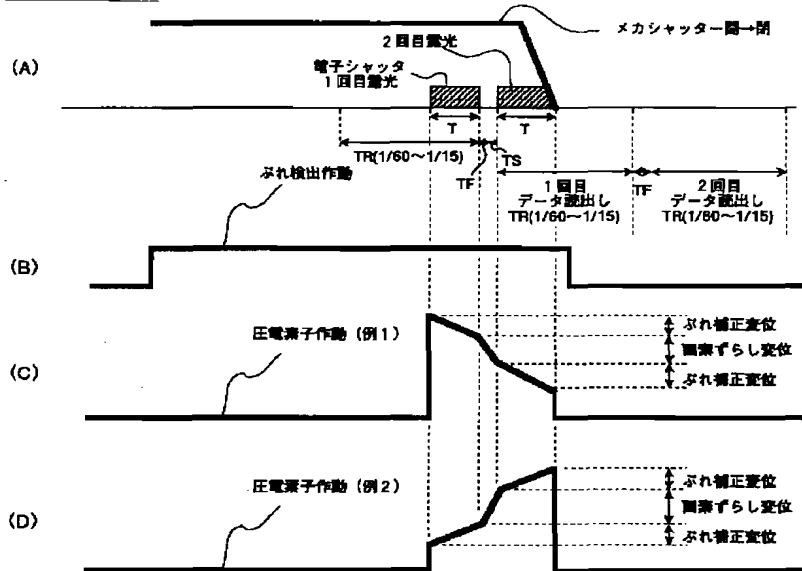 メカシャッター開→閉
2回目露光
(A)
電子シャッタ
1回目露光
T
T
TR(1/60〜1/15)
TS
TF
ぶれ検出作動
1回目
データ読出し
TR(1/60〜1/15)
TF
2回目
データ読出し
TR(1/60〜1/15)
(B)
圧電素子作動 (例1)
ぶれ補正変位
画素ずらし変位
ぶれ補正変位
(C)
圧電素子作動 (例2)
ぶれ補正変位
画素ずらし変位
ぶれ補正変位
(D)